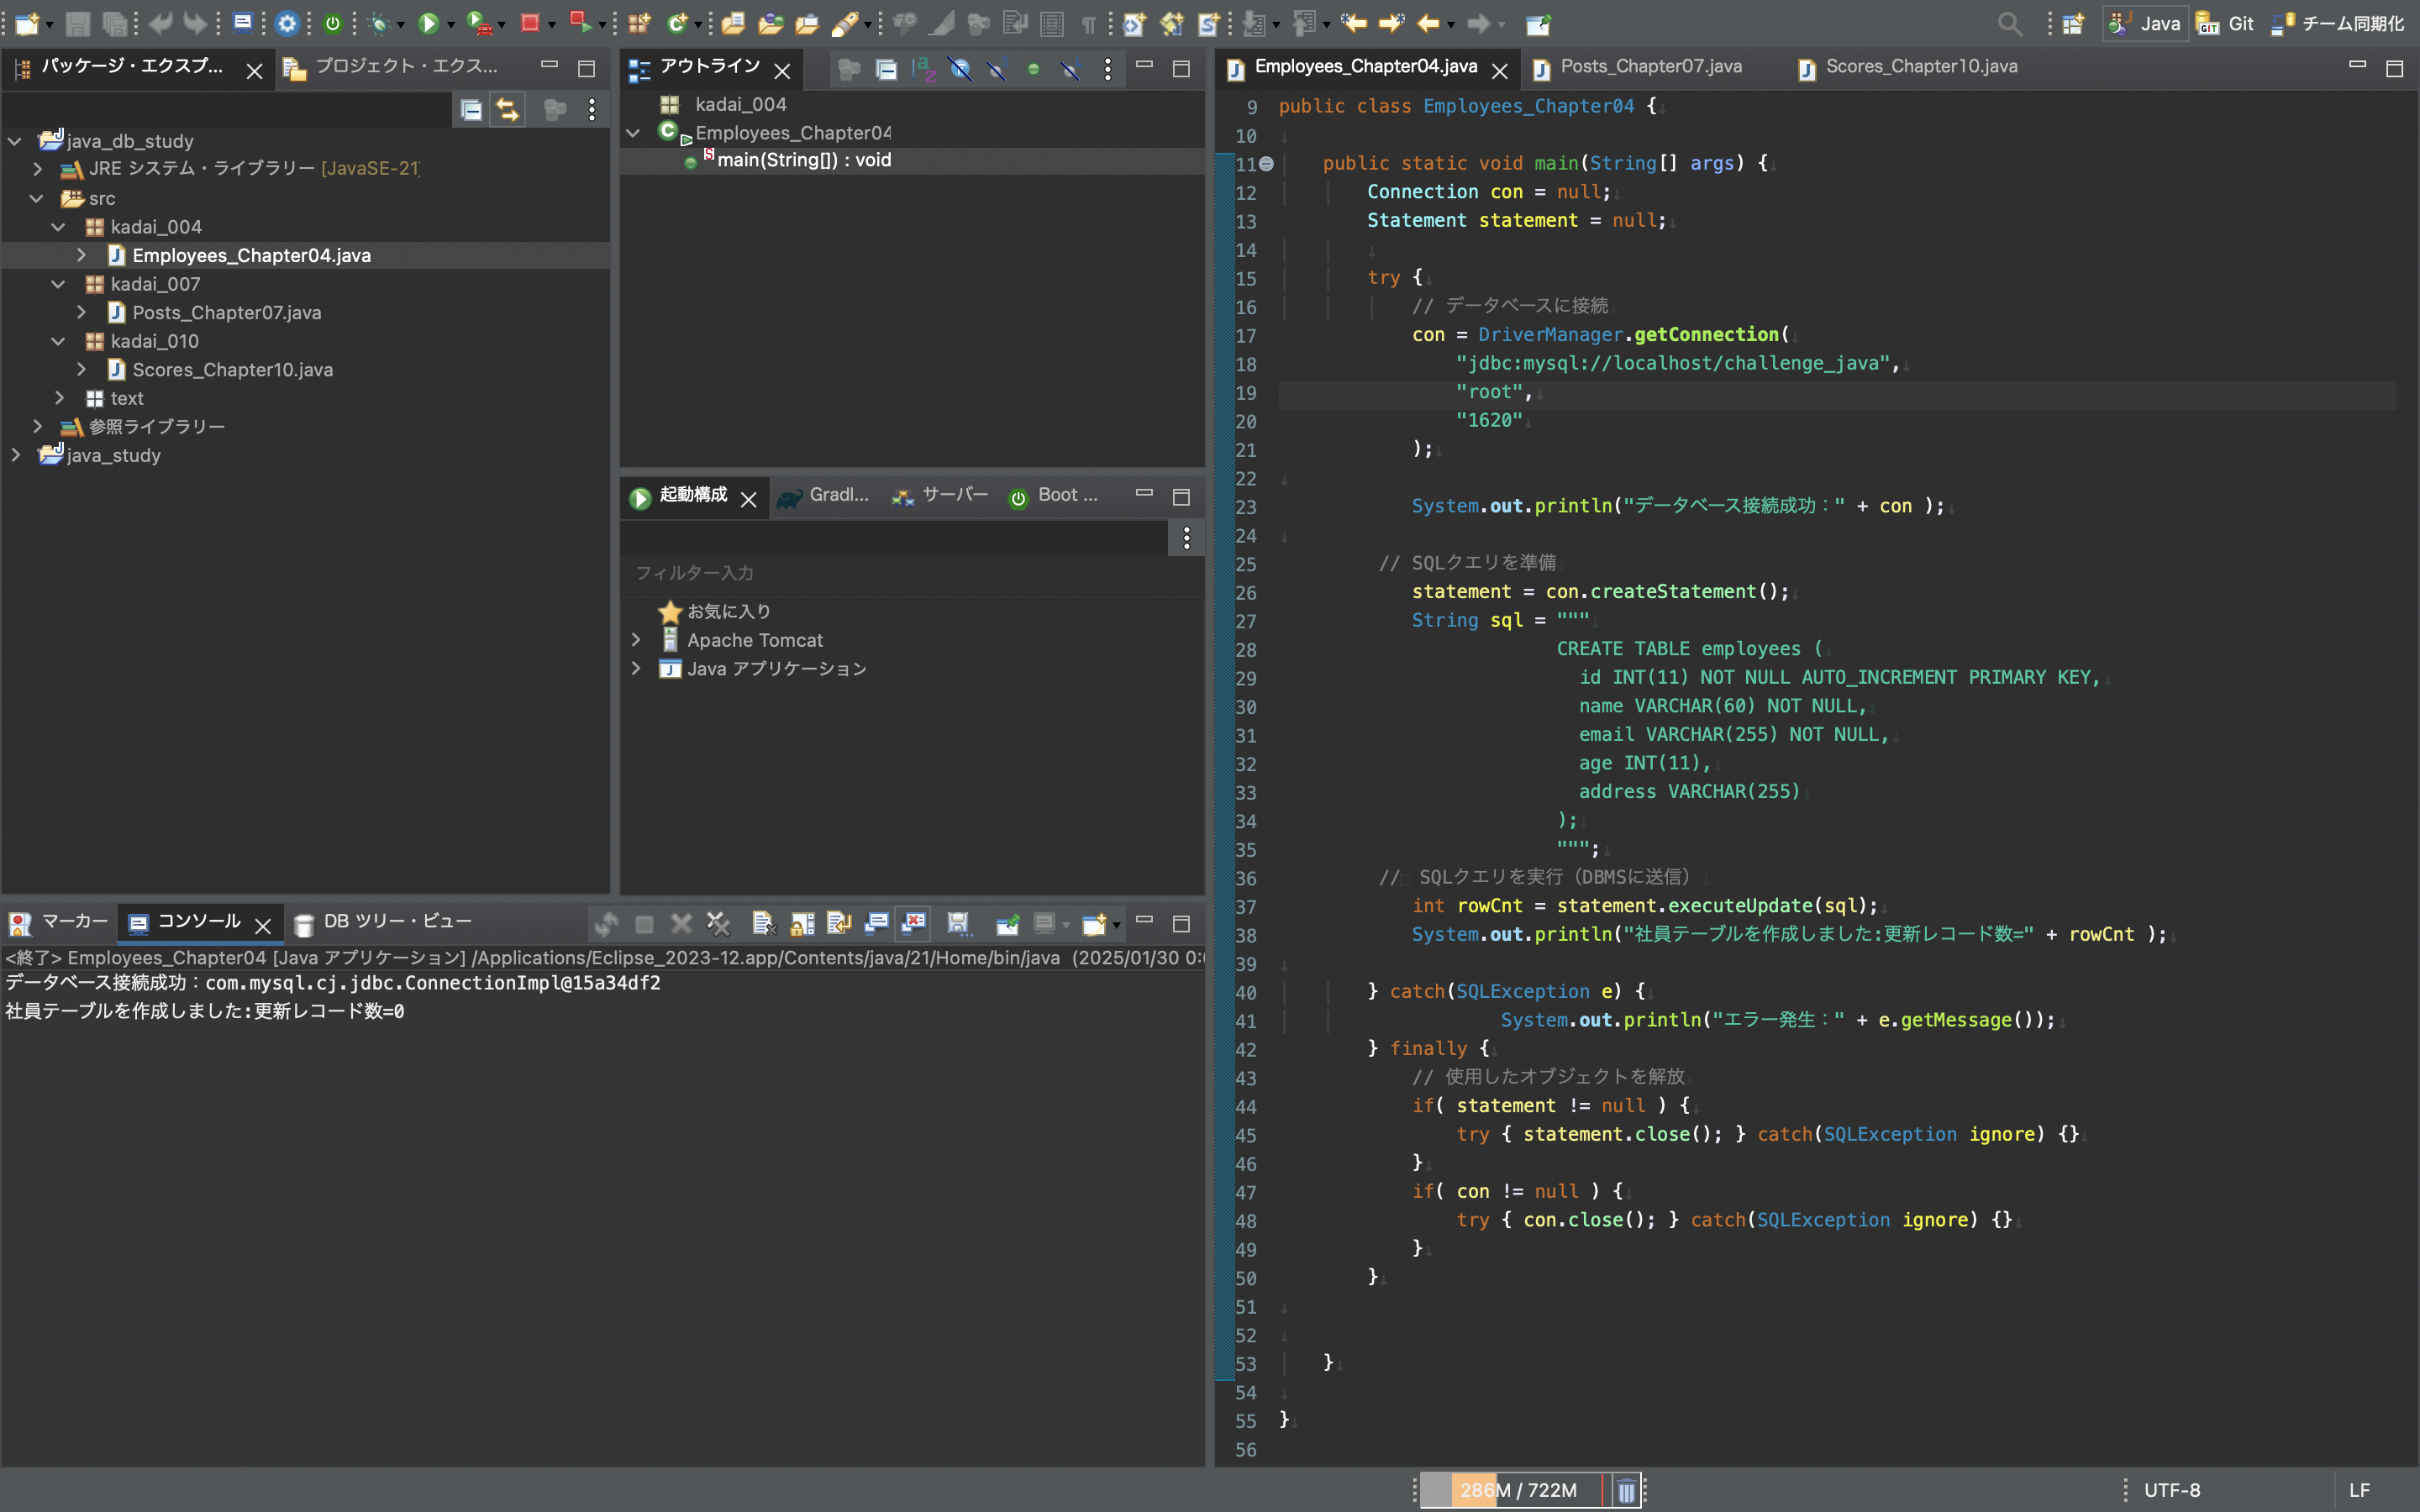 Java
Git
チーム同期化
パッケージ・エクスプ...
プロジェクト・エクス...
java_db_study
JRE システム・ライブラリー [JavaSE-21]
src
kadai_004
Employees_Chapter04.java
kadai_007
Posts_Chapter07.java
kadai_010
Scores_Chapter10.java
text
参照ライブラリー
java_study
アウトライン
kadai_004
Employees_Chapter04
main(String[]) : void
起動構成
Gradl...
サーバー
Boot ...
フィルター入力
お気に入り
Apache Tomcat
Java アプリケーション
マーカー
コンソール
DB ツリー・ビュー
<終了> Employees_Chapter04 [Java アプリケーション] /Applications/Eclipse_2023-12.app/Contents/java/21/Home/bin/java  (2025/01/30 0:
データベース接続成功：com.mysql.cj.jdbc.ConnectionImpl@15a34df2
社員テーブルを作成しました:更新レコード数=0
Employees_Chapter04.java
Posts_Chapter07.java
Scores_Chapter10.java
9 public class Employees_Chapter04 {
10
11 public static void main(String[] args) {
12 Connection con = null;
13 Statement statement = null;
14
15 try {
16 // データベースに接続
17 con = DriverManager.getConnection(
18 "jdbc:mysql://localhost/challenge_java",
19 "root",
20 "1620"
21 );
22
23 System.out.println("データベース接続成功：" + con );
24
25 // SQLクエリを準備
26 statement = con.createStatement();
27 String sql = """
28 CREATE TABLE employees (
29 id INT(11) NOT NULL AUTO_INCREMENT PRIMARY KEY,
30 name VARCHAR(60) NOT NULL,
31 email VARCHAR(255) NOT NULL,
32 age INT(11),
33 address VARCHAR(255)
34 );
35 """;
36 //　SQLクエリを実行（DBMSに送信）
37 int rowCnt = statement.executeUpdate(sql);
38 System.out.println("社員テーブルを作成しました:更新レコード数=" + rowCnt );
39
40 } catch(SQLException e) {
41 System.out.println("エラー発生：" + e.getMessage());
42 } finally {
43 // 使用したオブジェクトを解放
44 if( statement != null ) {
45 try { statement.close(); } catch(SQLException ignore) {}
46 }
47 if( con != null ) {
48 try { con.close(); } catch(SQLException ignore) {}
49 }
50 }
51
52
53 }
54
55 }
56
286M / 722M
UTF-8
LF